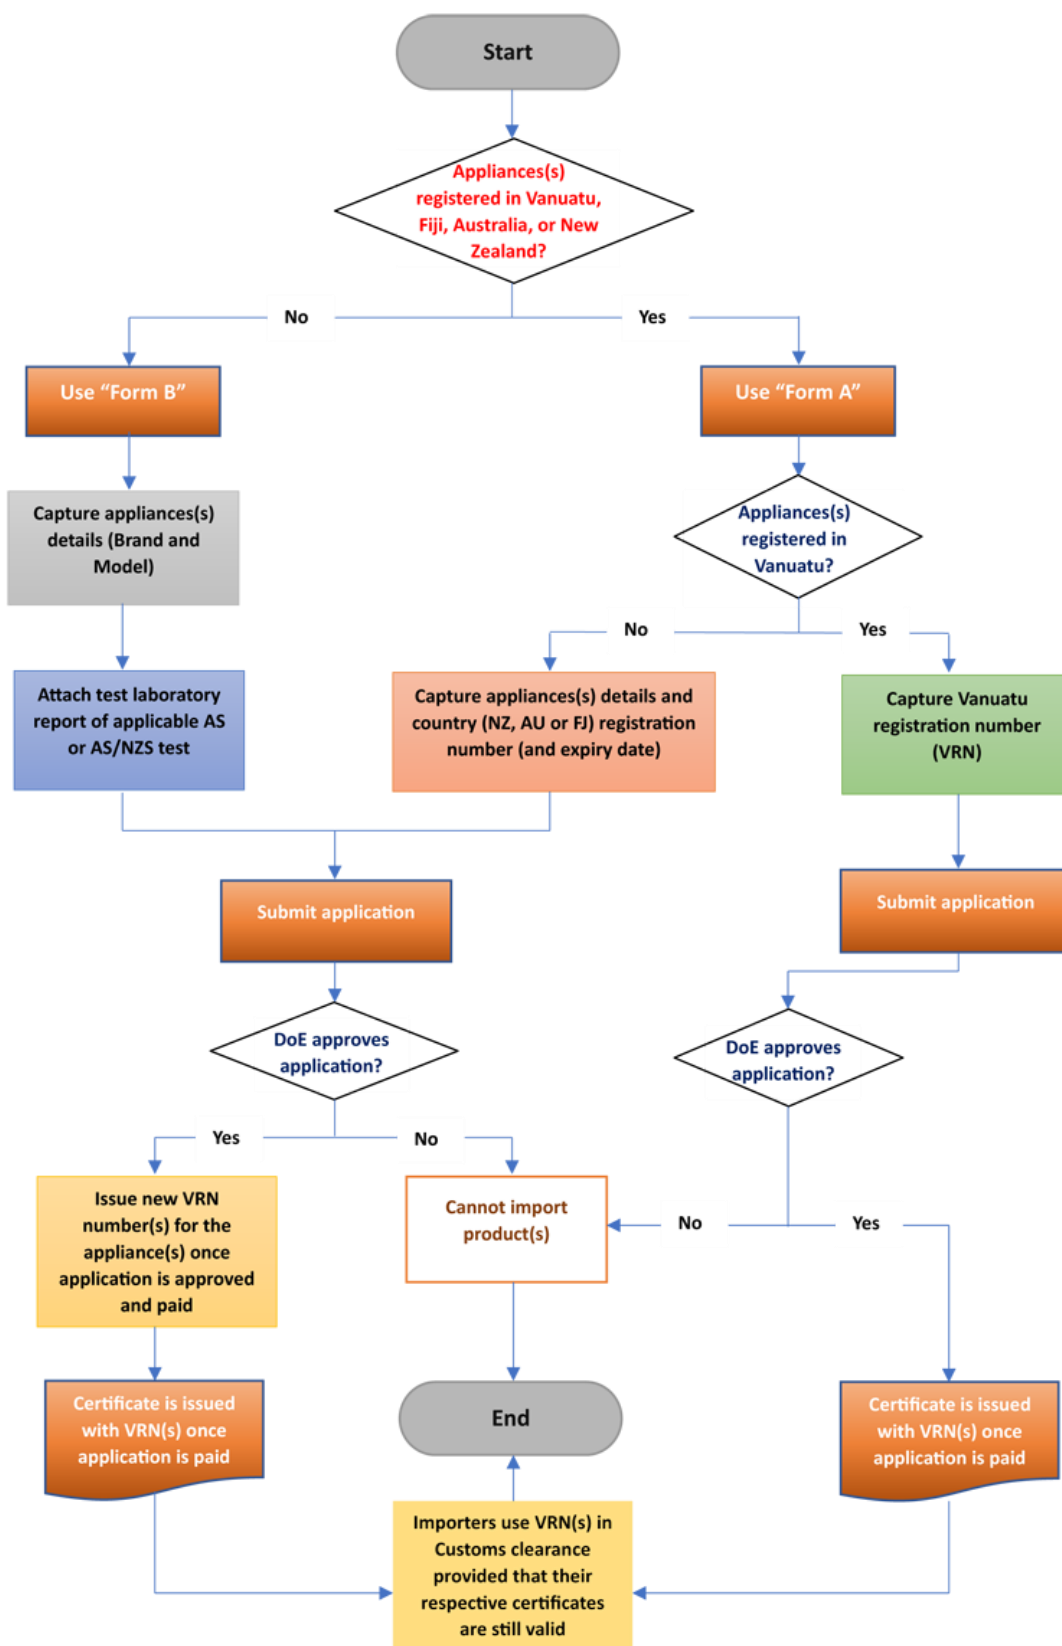 Start
Appliances(s)
registered in Vanuatu,
Fiji, Australia, or New
Zealand?
No
Yes
Use “Form B”
Use “Form A”
Capture appliances(s)
details (Brand and
Model)
Appliances(s)
registered in
Vanuatu?
No
Yes
Attach test laboratory
report of applicable AS
or AS/NZS test
Capture appliances(s) details and
country (NZ, AU or FJ) registration
number (and expiry date)
Capture Vanuatu
registration number
(VRN)
Submit application
Submit application
DoE approves
application?
DoE approves
application?
Yes
No
Issue new VRN
number(s) for the
appliance(s) once
application is approved
and paid
Cannot import
product(s)
No
Yes
Certificate is issued
with VRN(s) once
application is paid
End
Certificate is issued
with VRN(s) once
application is paid
Importers use VRN(s) in
Customs clearance
provided that their
respective certificates
are still valid